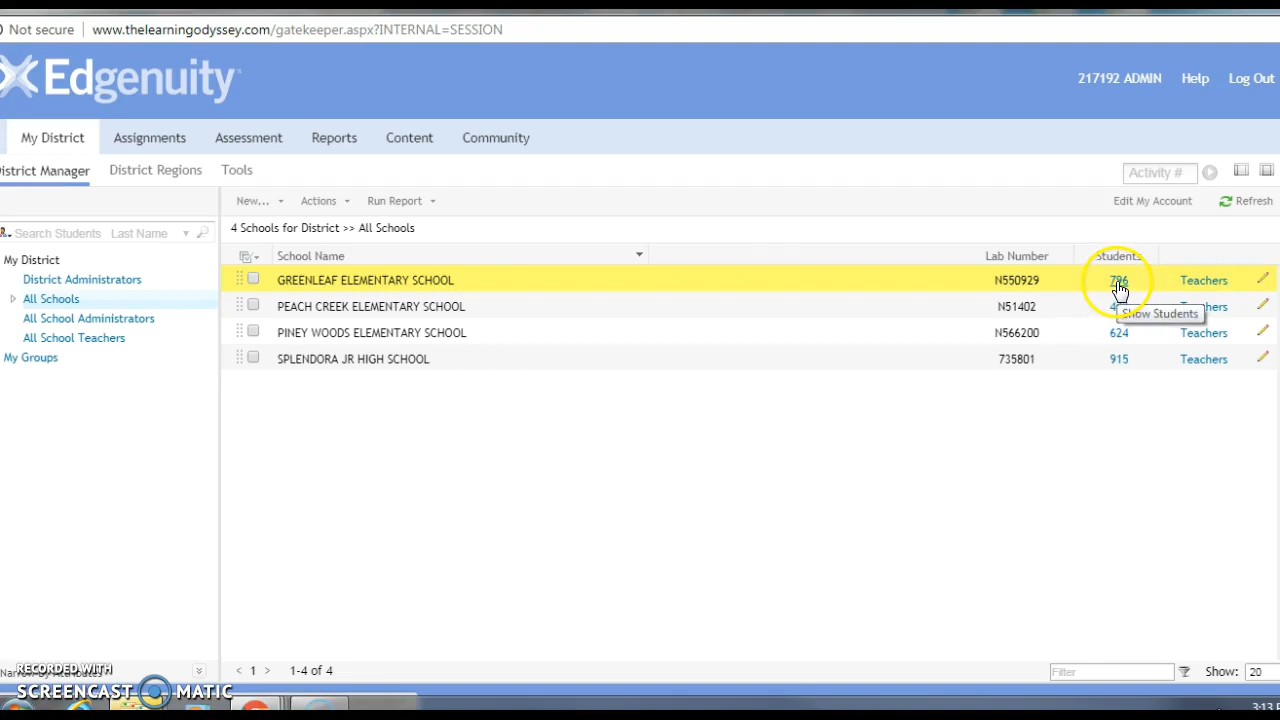 Not secure www.thelearningodyssey.com/gatekeeper.aspx?INTERNAL=SESSION
Edgenuity 217192 ADMIN Help Log Out
My District Assignments Assessment Reports Content Community
District Manager District Regions Tools Activity #
New... Actions Run Report Edit My Account Refresh
Search Students Last Name
4 Schools for District >> All Schools
My District
District Administrators
All Schools
All School Administrators
All School Teachers
My Groups
School Name Lab Number Students
GREENLEAF ELEMENTARY SCHOOL N550929 796 Teachers
PEACH CREEK ELEMENTARY SCHOOL N51402
Show Students
PINEY WOODS ELEMENTARY SCHOOL N566200 624 Teachers
SPLENDORA JR HIGH SCHOOL 735801 915 Teachers
< 1 > 1-4 of 4 Filter Show: 20
RECORDED WITH
SCREENCAST MATIC
3:13